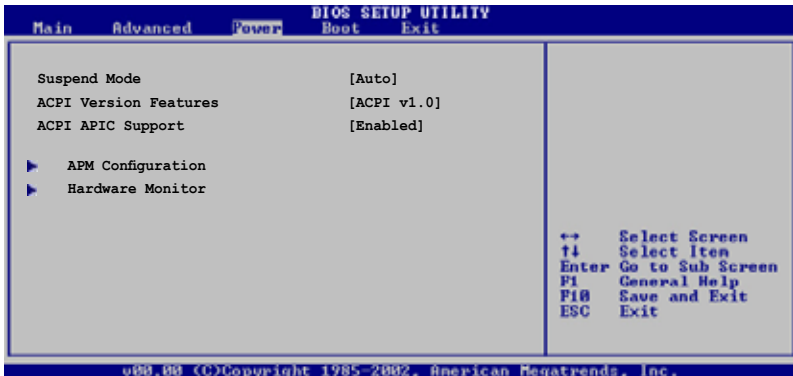 BIOS SETUP UTILITY
Main Advanced Power Boot Exit
Suspend Mode [Auto]
ACPI Version Features [ACPI v1.0]
ACPI APIC Support [Enabled]
APM Configuration
Hardware Monitor
←→ Select Screen
↑↓ Select Item
Enter Go to Sub Screen
F1 General Help
F10 Save and Exit
ESC Exit
v00.00 (C)Copyright 1985-2002, American Megatrends, Inc.